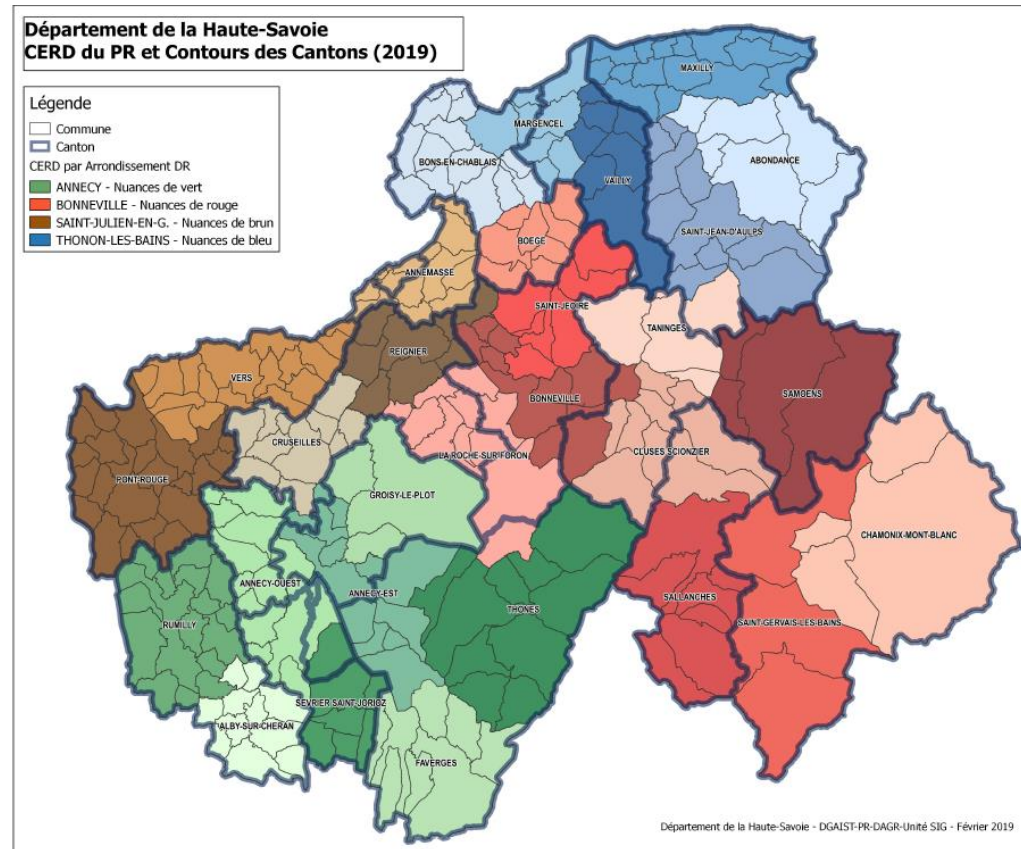 Département de la Haute-Savoie
CERD du PR et Contours des Cantons (2019)
Légende
Commune
Canton
CERD par Arrondissement DR
ANNECY - Nuances de vert
BONNEVILLE - Nuances de rouge
SAINT-JULIEN-EN-G. - Nuances de brun
THONON-LES-BAINS - Nuances de bleu
MAXILLY
MARGENCEL
BONS-EN-CHABLAIS
ABONDANCE
VAILLY
SAINT-JEAN-D'AULPS
BOEGE
ANNEMASSE
SAINT-JEOIRE
TANINGES
REIGNIER
VERS
SAMOENS
BONNEVILLE
CRUSEILLES
LA ROCHE-SUR-FORON
CLUSES SCIONZIER
PONT-ROUGE
GROISY-LE-PLOT
CHAMONIX-MONT-BLANC
ANNECY-OUEST
ANNECY-EST
SALLANCHES
THONES
RUMILLY
SAINT-GERVAIS-LES-BAINS
SEVRIER SAINT-JORIOZ
ALBY-SUR-CHERAN
FAVERGES
Département de la Haute-Savoie - DGAIST-PR-DAGR-Unité SIG - Février 2019